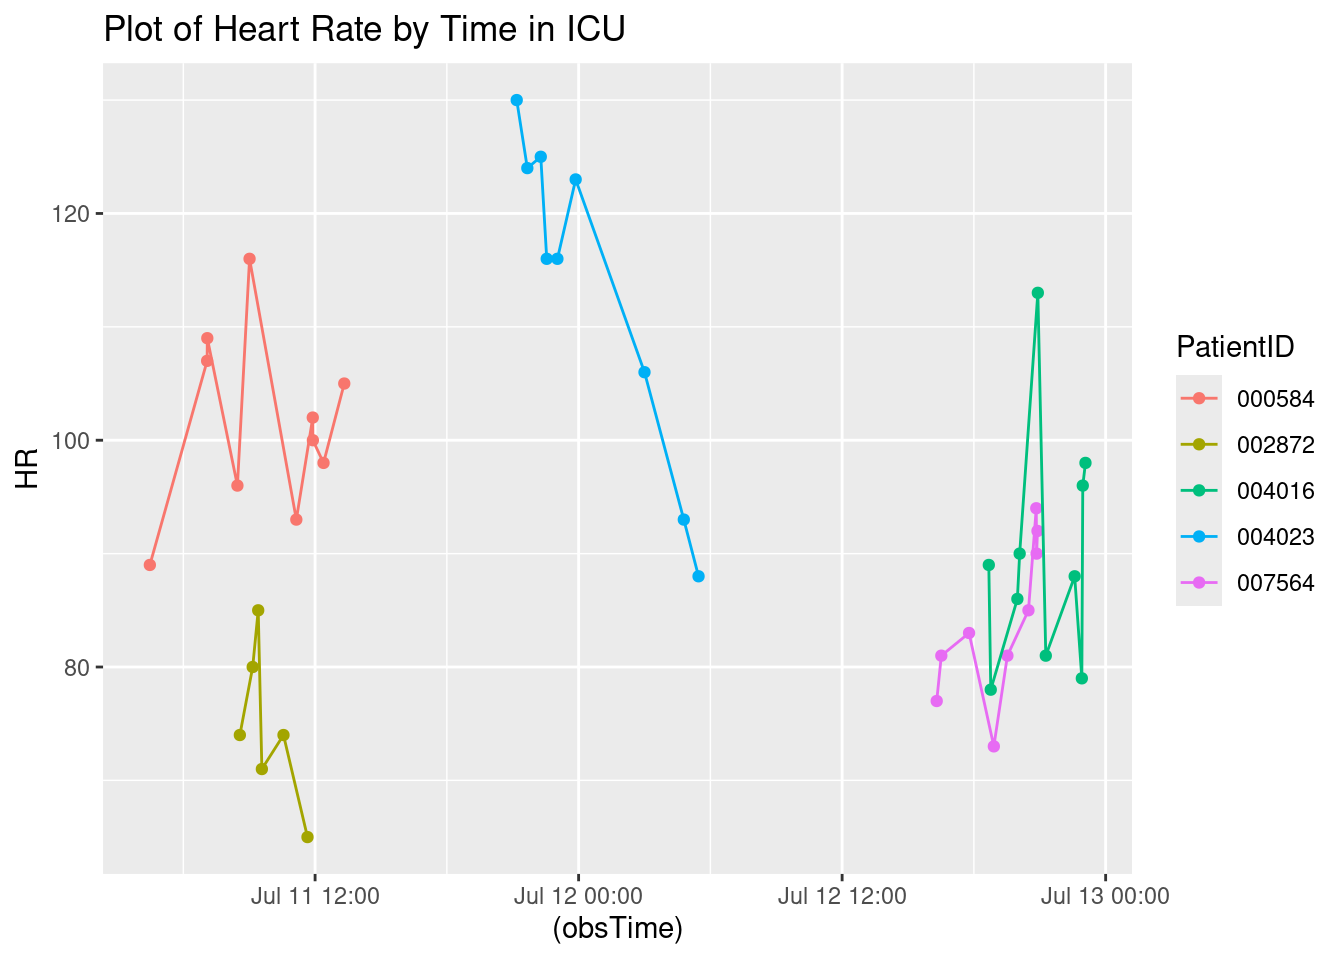 Plot of Heart Rate by Time in ICU
HR
120
100
80
Jul 11 12:00
Jul 12 00:00
Jul 12 12:00
Jul 13 00:00
(obsTime)
PatientID
000584
002872
004016
004023
007564